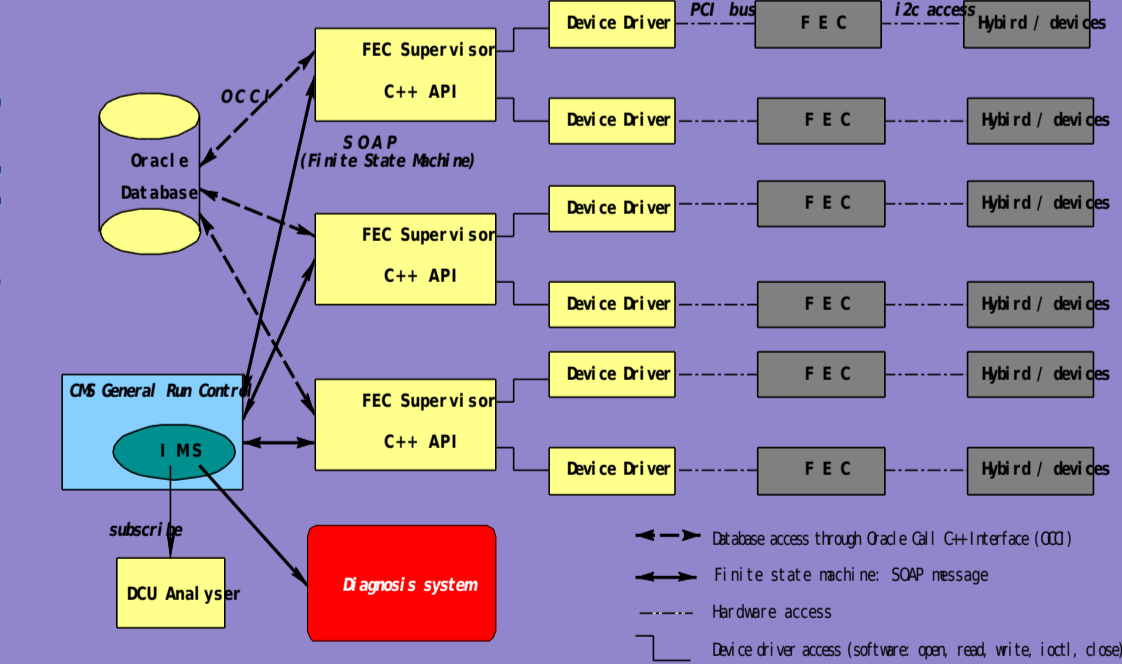 PCI bus
i2c access
Device Driver
F E C
Hybird / devices
FEC Supervisor
C++ API
OCCI
Device Driver
F E C
Hybird / devices
SOAP
(Finite State Machine)
Oracle
Database
Device Driver
F E C
Hybird / devices
FEC Supervisor
C++ API
Device Driver
F E C
Hybird / devices
Device Driver
F E C
Hybird / devices
CMS General Run Control
FEC Supervisor
C++ API
IMS
Device Driver
F E C
Hybird / devices
subscribe
DCU Analyser
Diagnosis system
Database access through Oracle Call C++ Interface (OCCI)
Finite state machine: SOAP message
Hardware access
Device driver access (software: open, read, write, ioctl, close)